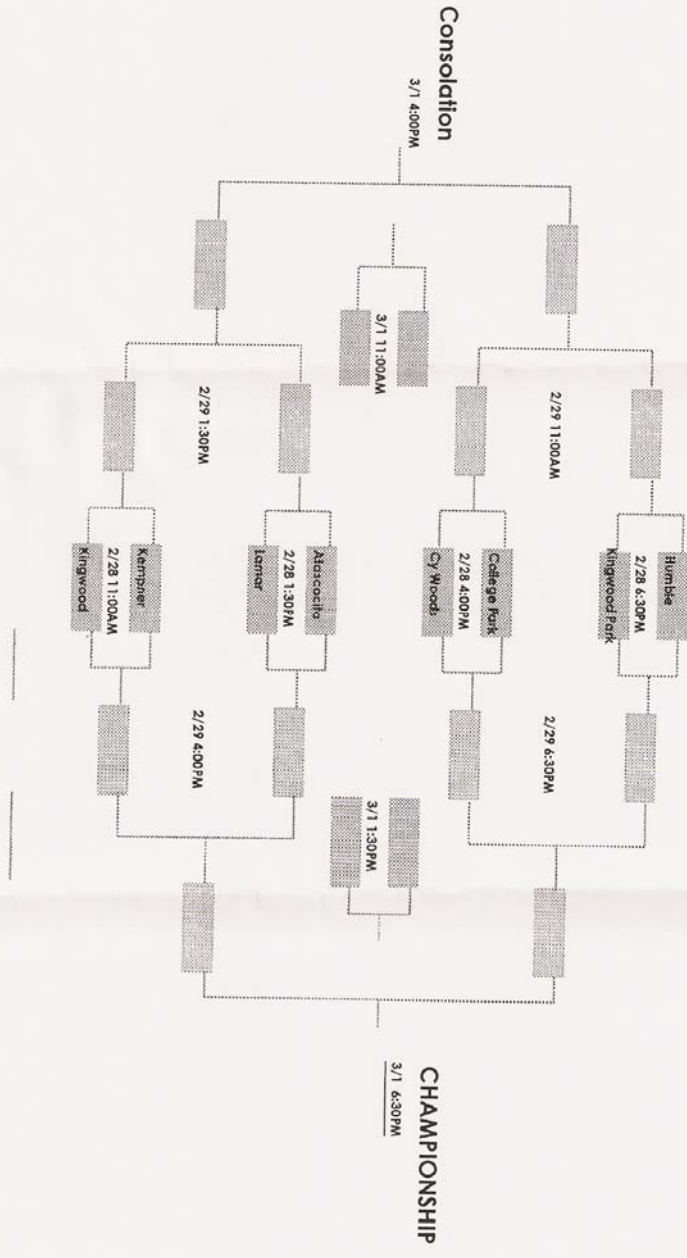 Humble
2/28 6:30PM
Kingwood Park
2/29 11:00AM
2/29 6:30PM
College Park
2/28 4:00PM
Cy Woods
Consolation
3/1 4:00PM
CHAMPIONSHIP
3/1 6:30PM
3/1 11:00AM
3/1 1:30PM
Atascocita
2/28 1:30PM
Lamar
2/29 1:30PM
2/29 4:00PM
Kempner
2/28 11:00AM
Kingwood